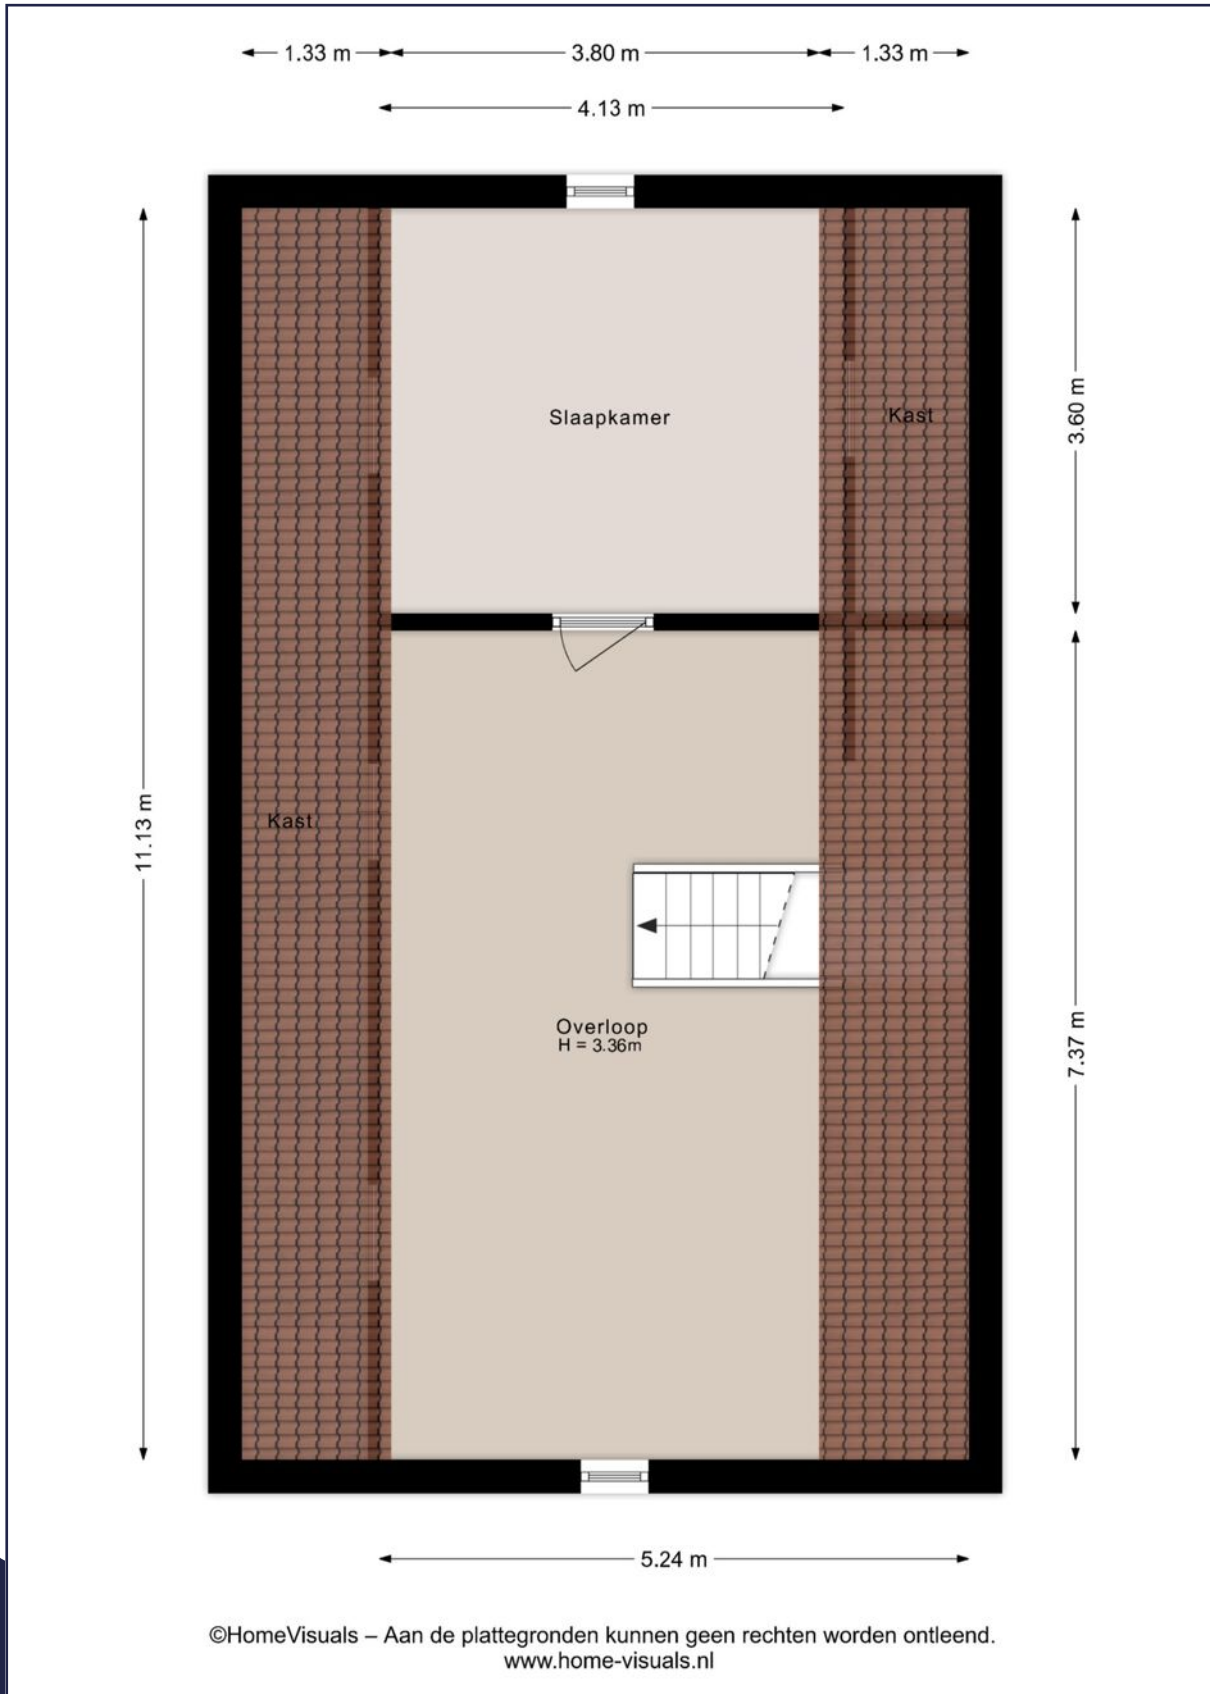 1.33 m 3.80 m 1.33 m
4.13 m
Slaapkamer
Kast
3.60 m
11.13 m
Kast
Overloop
H = 3.36m
7.37 m
5.24 m
©HomeVisuals – Aan de plattegronden kunnen geen rechten worden ontleend.
www.home-visuals.nl